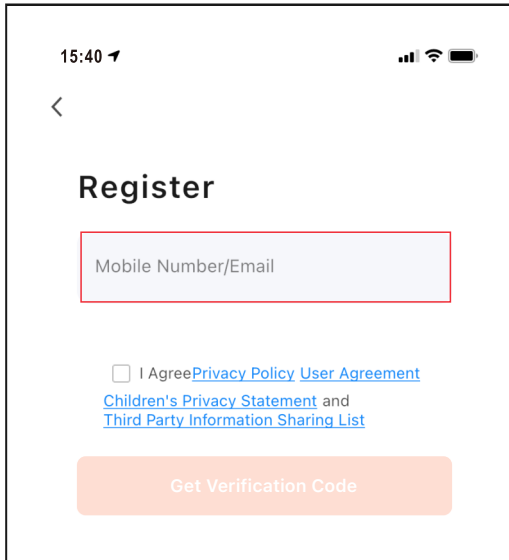 15:40
Register
Mobile Number/Email
I AgreePrivacy Policy User Agreement
Children's Privacy Statement and
Third Party Information Sharing List
Get Verification Code